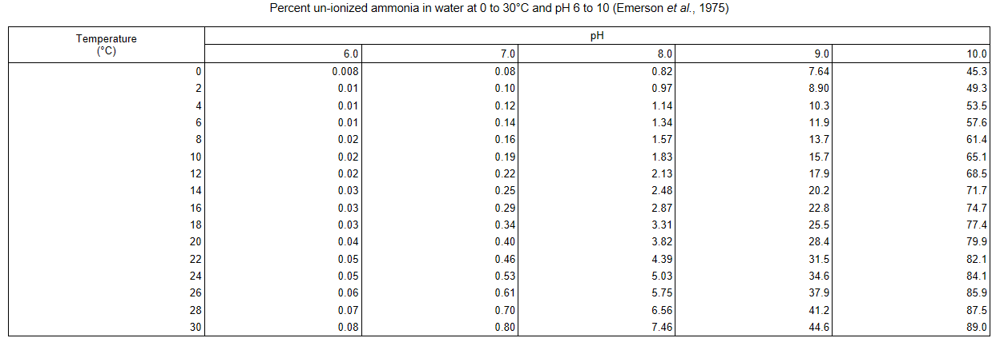 Percent un-ionized ammonia in water at 0 to 30°C and pH 6 to 10 (Emerson et al., 1975)
Temperature (°C) pH
6.0 7.0 8.0 9.0 10.0
0 0.008 0.08 0.82 7.64 45.3
2 0.01 0.10 0.97 8.90 49.3
4 0.01 0.12 1.14 10.3 53.5
6 0.01 0.14 1.34 11.9 57.6
8 0.02 0.16 1.57 13.7 61.4
10 0.02 0.19 1.83 15.7 65.1
12 0.02 0.22 2.13 17.9 68.5
14 0.03 0.25 2.48 20.2 71.7
16 0.03 0.29 2.87 22.8 74.7
18 0.03 0.34 3.31 25.5 77.4
20 0.04 0.40 3.82 28.4 79.9
22 0.05 0.46 4.39 31.5 82.1
24 0.05 0.53 5.03 34.6 84.1
26 0.06 0.61 5.75 37.9 85.9
28 0.07 0.70 6.56 41.2 87.5
30 0.08 0.80 7.46 44.6 89.0